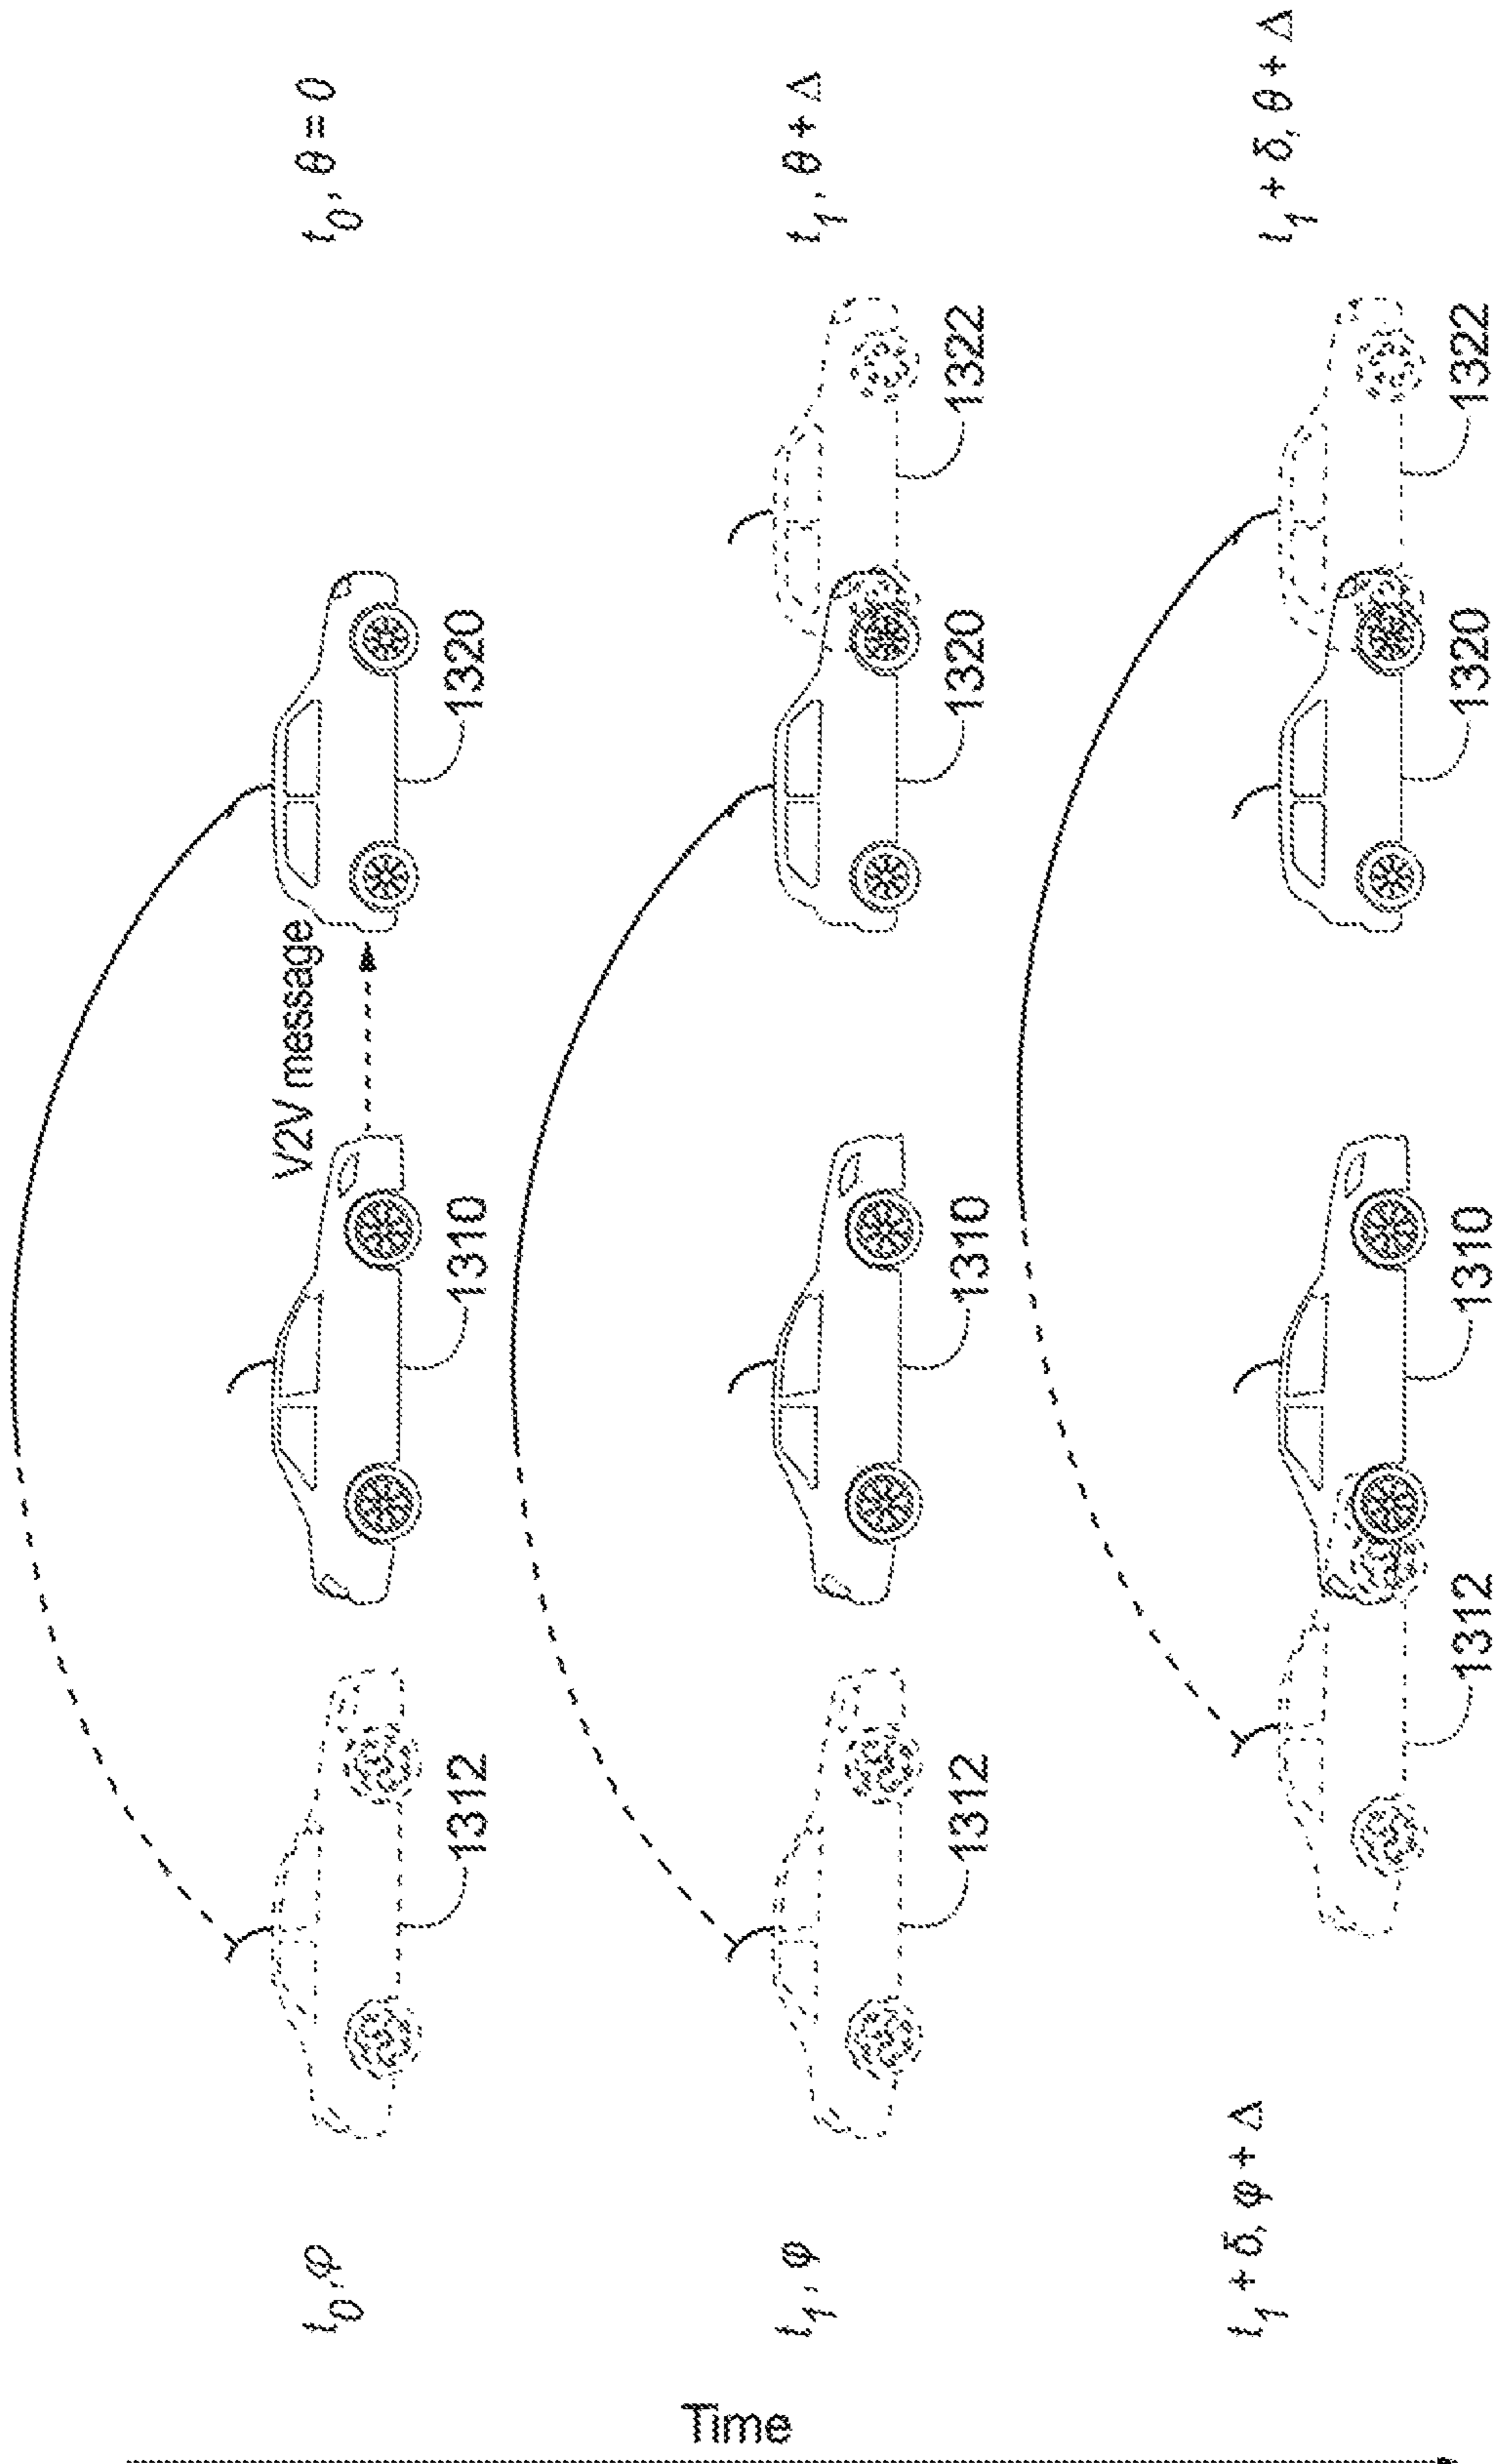 t0, φ
V2V message
t0, θ = 0
1312
1310
1320
Time
t1, φ
t1, θ + Δ
1312
1310
1320
1322
t1 + δ, φ + Δ
t1 + δ, θ + Δ
1312
1310
1320
1322